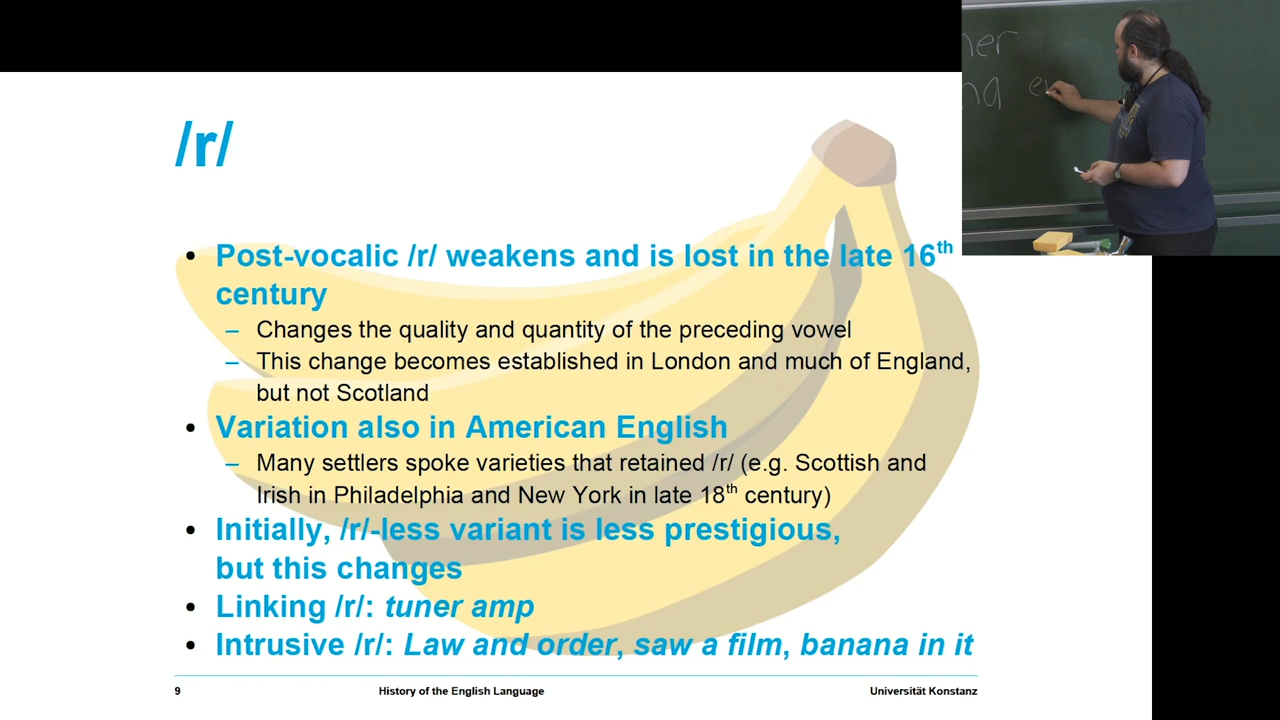 /r/
• Post-vocalic /r/ weakens and is lost in the late 16th
century
– Changes the quality and quantity of the preceding vowel
– This change becomes established in London and much of England,
but not Scotland
• Variation also in American English
– Many settlers spoke varieties that retained /r/ (e.g. Scottish and
Irish in Philadelphia and New York in late 18th century)
• Initially, /r/-less variant is less prestigious,
but this changes
• Linking /r/: tuner amp
• Intrusive /r/: Law and order, saw a film, banana in it
9 History of the English Language Universität Konstanz